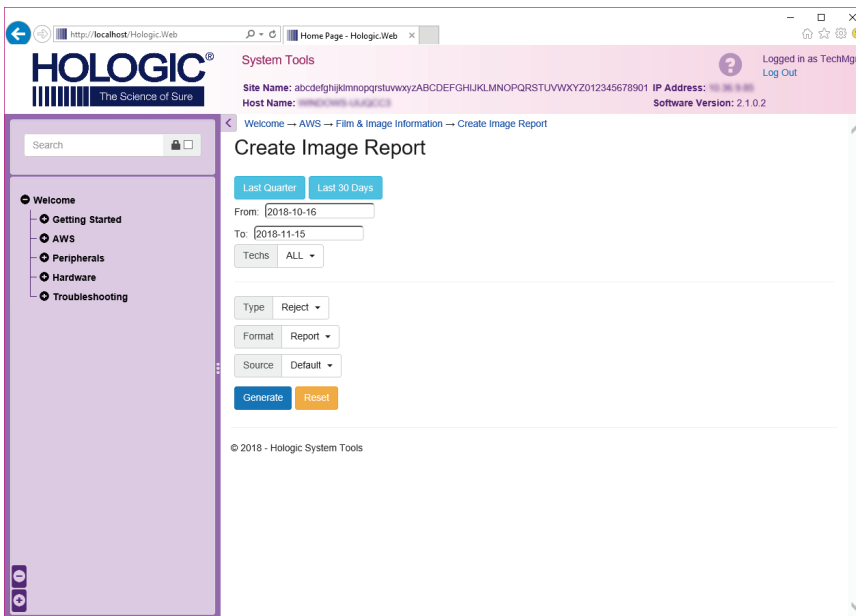 http://localhost/Hologic.Web
Home Page - Hologic.Web
HOLOGIC®
The Science of Sure
System Tools
Logged in as TechMgr
Log Out
Site Name: abcdefghijklmnopqrstuvwxyzABCDEFGHIJKLMNOPQRSTUVWXYZ012345678901 IP Address:
Host Name:
Software Version: 2.1.0.2
Search
Welcome → AWS → Film & Image Information → Create Image Report
Create Image Report
Welcome
Getting Started
AWS
Peripherals
Hardware
Troubleshooting
Last Quarter
Last 30 Days
From: 2018-10-16
To: 2018-11-15
Techs ALL
Type Reject
Format Report
Source Default
Generate
Reset
© 2018 - Hologic System Tools